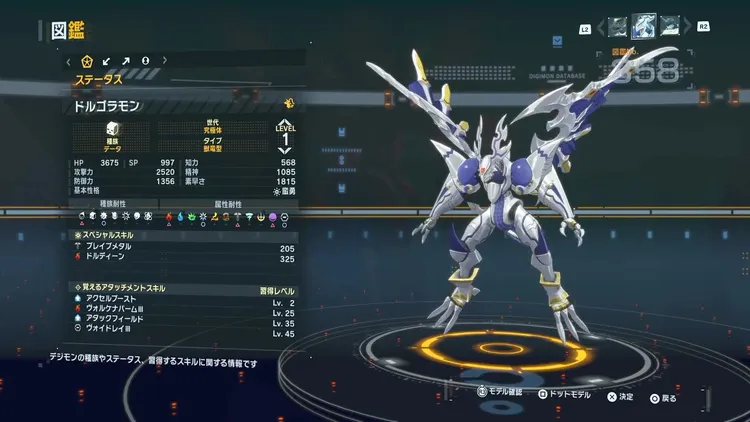 図鑑
L2
R2
図鑑No.
DIGIMON DATABASE
ステータス
ドルゴラモン
種族
データ
世代
究極体
タイプ
獣竜型
LEVEL
1
HP 3675 SP 997 知力 568
攻撃力 2520 精神 1085
防御力 1356 素早さ 1815
基本性格 蛮勇
種族耐性 属性耐性
スペシャルスキル
ブレイブメタル 205
ドルディーン 325
覚えるアタッチメントスキル 習得レベル
アクセルブースト Lv. 2
ヴォルケナパームIII Lv. 25
アタックフィールド Lv. 35
ヴォイドレイIII Lv. 45
デジモンの種族やステータス、習得するスキルに関する情報です
モデル確認 ドットモデル 決定 戻る